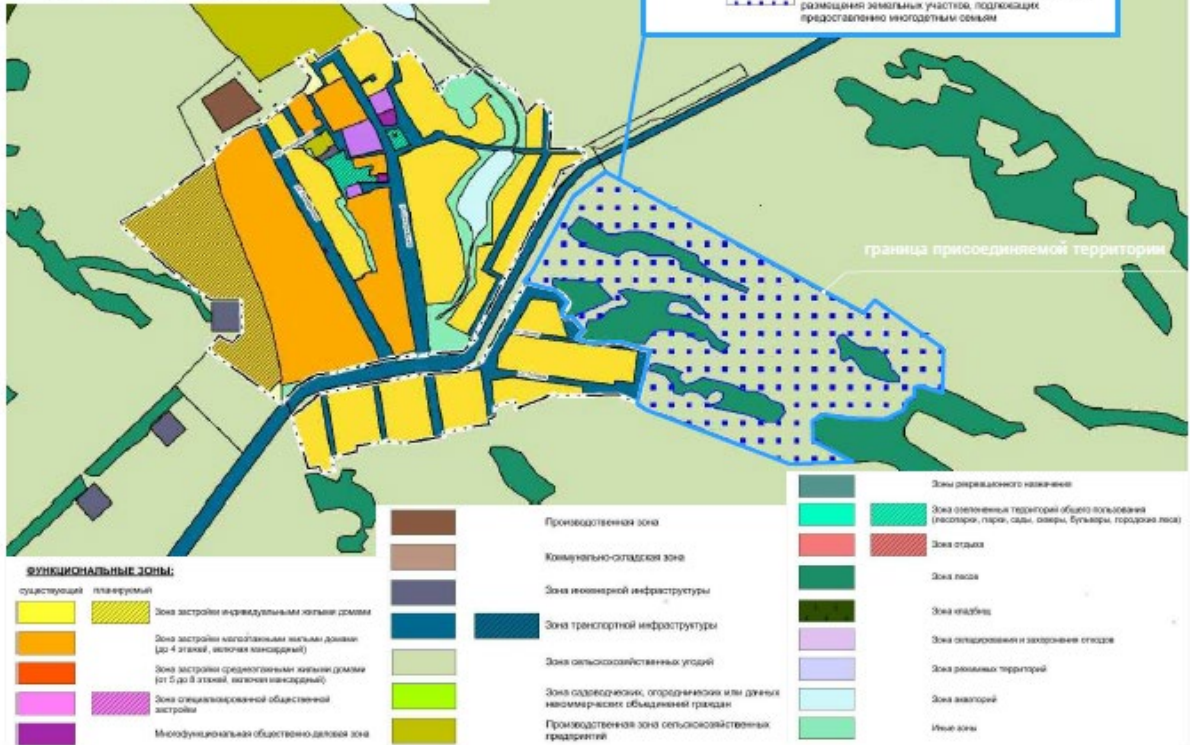 размещения земельных участков, подлежащих
предоставлению многодетным семьям
граница присоединяемой территории
ФУНКЦИОНАЛЬНЫЕ ЗОНЫ:
существующий планируемый
Зона застройки индивидуальными жилыми домами
Зона застройки малоэтажными жилыми домами
(до 4 этажей, включая мансардный)
Зона застройки среднеэтажными жилыми домами
(от 5 до 8 этажей, включая мансардный)
Зона специализированной общественной
застройки
Многофункциональная общественно-деловая зона
Производственная зона
Коммунально-складская зона
Зона инженерной инфраструктуры
Зона транспортной инфраструктуры
Зона сельскохозяйственных угодий
Зона садоводческих, огороднических или дачных
некоммерческих объединений граждан
Производственная зона сельскохозяйственных
предприятий
Зоны рекреационного назначения
Зона озелененных территорий общего пользования
(лесопарки, парки, сады, скверы, бульвары, городские леса)
Зона отдыха
Зона лесов
Зона кладбищ
Зона складирования и захоронения отходов
Зона режимных территорий
Зона акваторий
Иные зоны